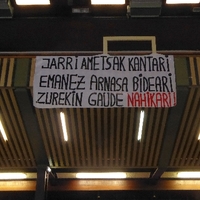 JARRI AMETSAK KANTARI
EMANEZ ARNASA BIDEARI
ZUREKIN GAUDE NAHIKARI!